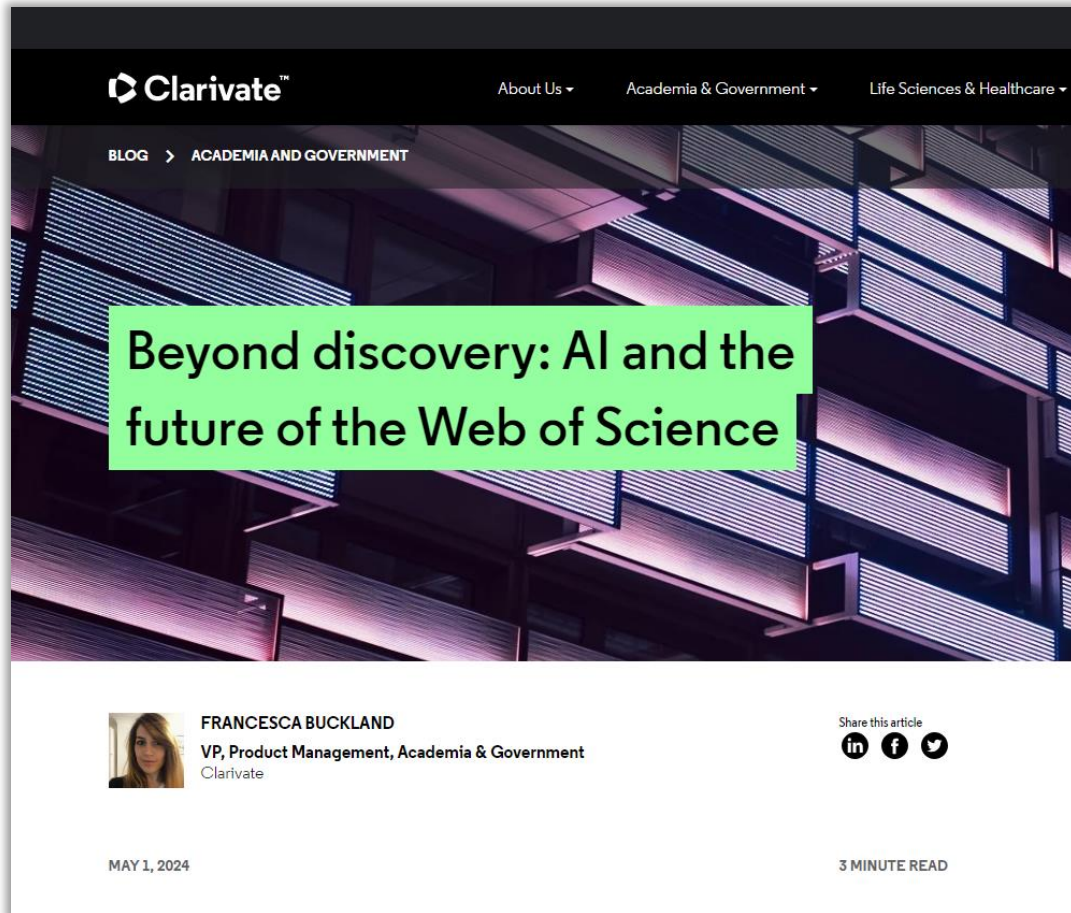 Clarivate™
About Us
Academia & Government
Life Sciences & Healthcare
BLOG > ACADEMIA AND GOVERNMENT
Beyond discovery: AI and the
future of the Web of Science
FRANCESCA BUCKLAND
VP, Product Management, Academia & Government
Clarivate
Share this article
MAY 1, 2024
3 MINUTE READ